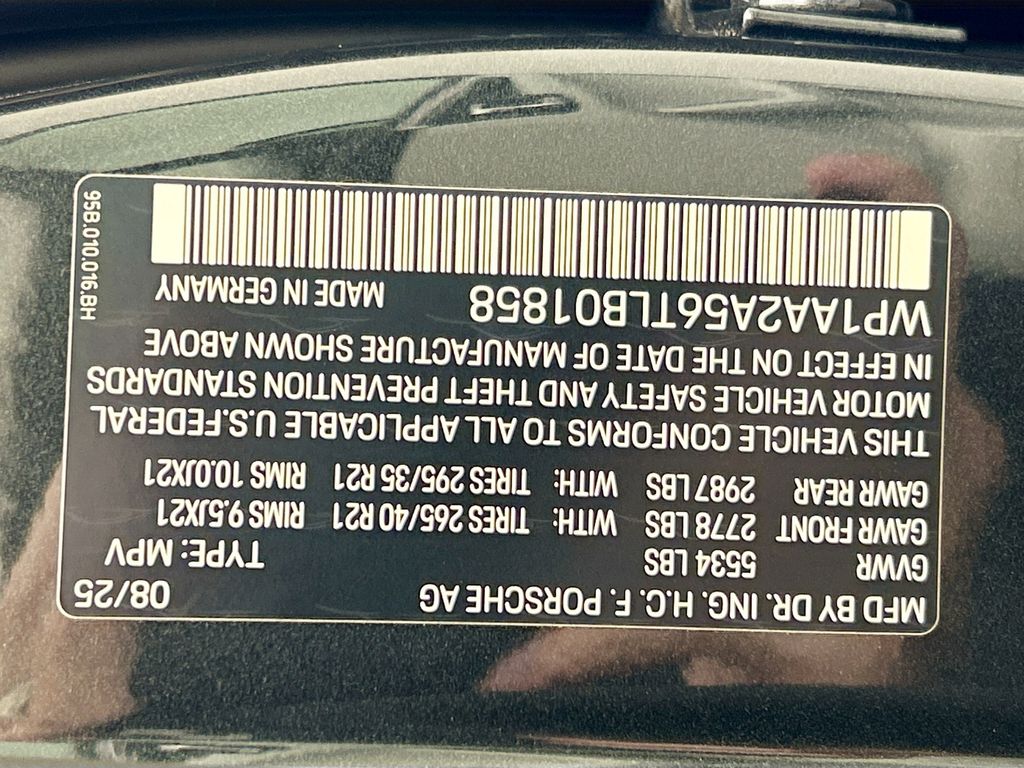 MFD BY DR. ING. H.C. F. PORSCHE AG 08/25
GVWR 5534 LBS TYPE: MPV
GAWR FRONT 2778 LBS WITH: TIRES 265/40 R21 RIMS 9.5JX21
GAWR REAR 2987 LBS WITH: TIRES 295/35 R21 RIMS 10.0JX21
THIS VEHICLE CONFORMS TO ALL APPLICABLE U.S.FEDERAL
MOTOR VEHICLE SAFETY AND THEFT PREVENTION STANDARDS
IN EFFECT ON THE DATE OF MANUFACTURE SHOWN ABOVE
WP1AA2A56TLB01858 MADE IN GERMANY
95B.010.016.BH